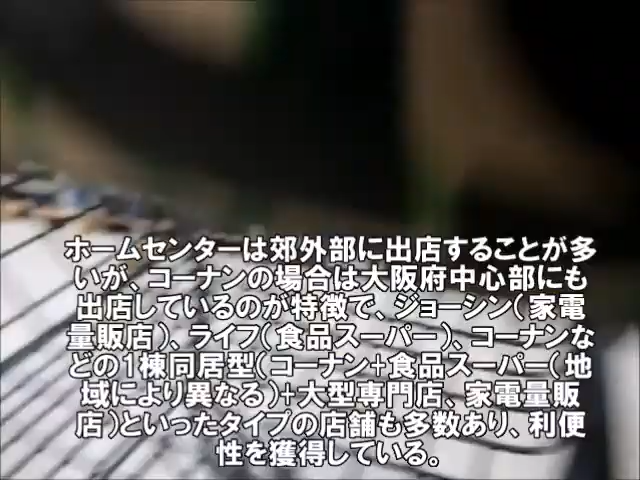 ホームセンターは郊外部に出店することが多
いが、コーナンの場合は大阪府中心部にも
出店しているのが特徴で、ジョーシン（家電
量販店）、ライフ（食品スーパー）、コーナンな
どの1棟同居型（コーナン+食品スーパー（地
域により異なる）+大型専門店、家電量販
店）といったタイプの店舗も多数あり、利便
性を獲得している。